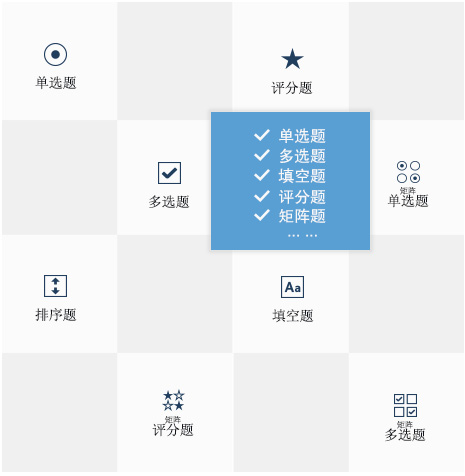 单选题
评分题
单选题
多选题
填空题
评分题
矩阵题
... ...
多选题
矩阵
单选题
排序题
Aa
填空题
矩阵
评分题
矩阵
多选题